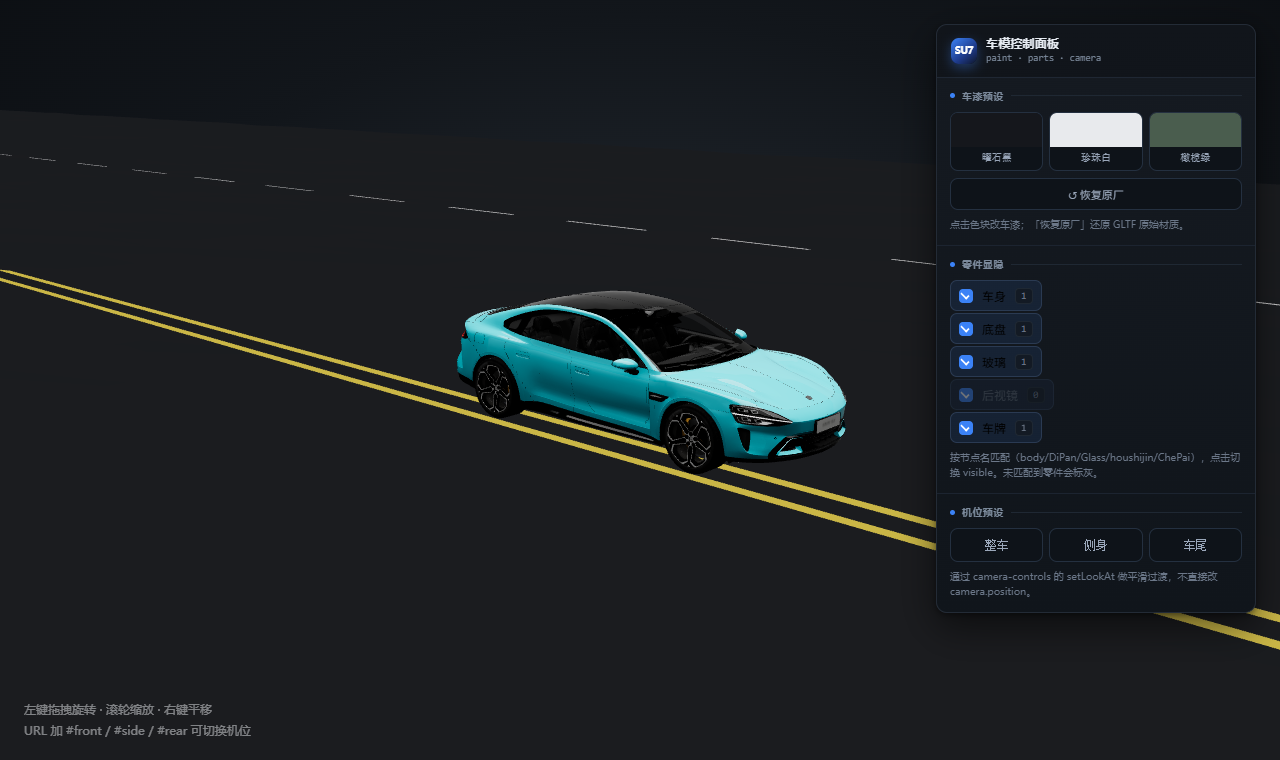 SU7
车模控制面板
paint · parts · camera
车漆预设
曜石黑
珍珠白
橄榄绿
↺ 恢复原厂
点击色块改车漆；「恢复原厂」还原 GLTF 原始材质。
零件显隐
车身 1
底盘 1
玻璃 1
后视镜 0
车牌 1
按节点名匹配（body/DiPan/Glass/houshijin/ChePai），点击切
换 visible。未匹配到零件会标灰。
机位预设
整车
侧身
车尾
通过 camera-controls 的 setLookAt 做平滑过渡，不直接改
camera.position。
左键拖拽旋转 · 滚轮缩放 · 右键平移
URL 加 #front / #side / #rear 可切换机位